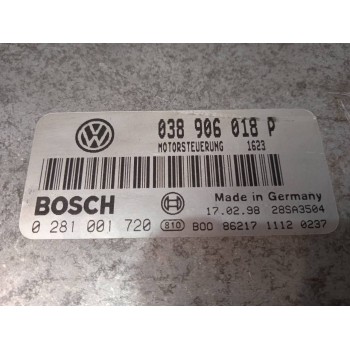 038 906 018 P
MOTORSTEUERUNG 1623
BOSCH
Made in Germany
17.02.98 28SA3504
0 281 001 720 S10 B00 86217 1112 0237